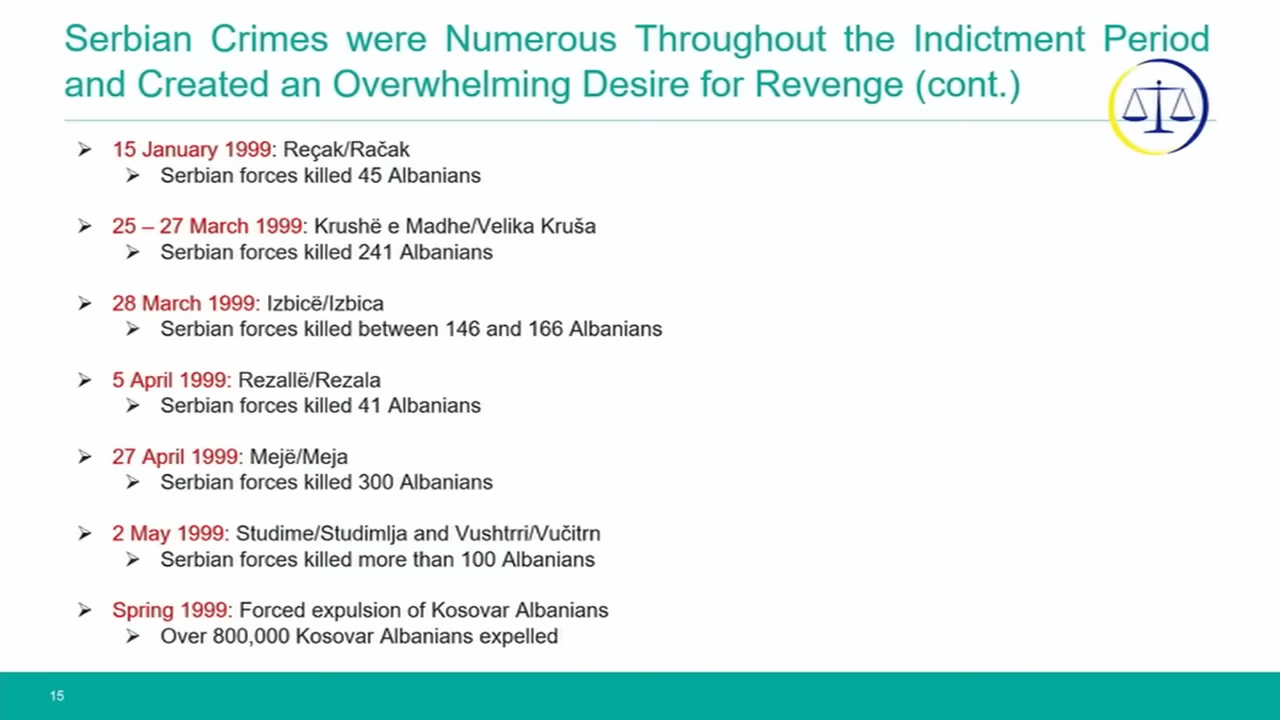 Serbian Crimes were Numerous Throughout the Indictment Period
and Created an Overwhelming Desire for Revenge (cont.)
➢ 15 January 1999: Reçak/Račak
➢ Serbian forces killed 45 Albanians
➢ 25 – 27 March 1999: Krushë e Madhe/Velika Kruša
➢ Serbian forces killed 241 Albanians
➢ 28 March 1999: Izbicë/Izbica
➢ Serbian forces killed between 146 and 166 Albanians
➢ 5 April 1999: Rezallë/Rezala
➢ Serbian forces killed 41 Albanians
➢ 27 April 1999: Mejë/Meja
➢ Serbian forces killed 300 Albanians
➢ 2 May 1999: Studime/Studimlja and Vushtrri/Vučitrn
➢ Serbian forces killed more than 100 Albanians
➢ Spring 1999: Forced expulsion of Kosovar Albanians
➢ Over 800,000 Kosovar Albanians expelled
15